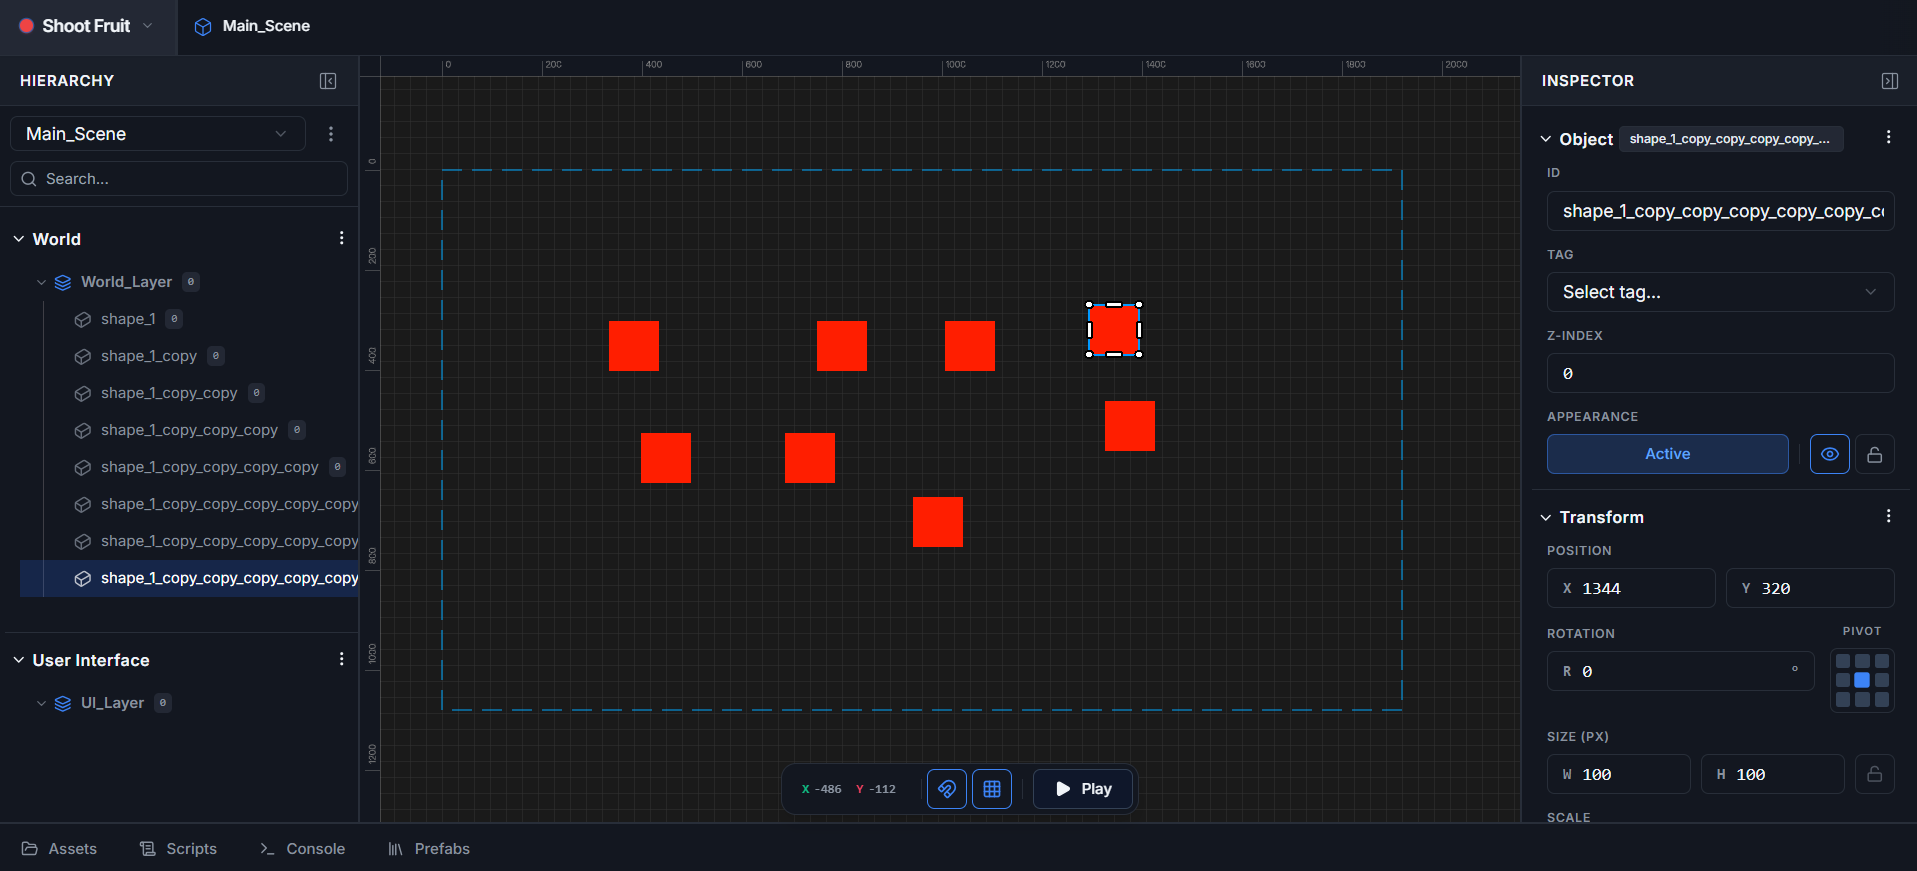 Shoot Fruit
Main_Scene
HIERARCHY
Main_Scene
Search...
World
World_Layer 0
shape_1 0
shape_1_copy 0
shape_1_copy_copy 0
shape_1_copy_copy_copy 0
shape_1_copy_copy_copy_copy 0
shape_1_copy_copy_copy_copy_copy
shape_1_copy_copy_copy_copy_copy
shape_1_copy_copy_copy_copy_copy
User Interface
UI_Layer 0
0 200 400 600 800 1000 1200 1400 1600 1800 2000
0
200
400
600
800
1000
1200
X -486 Y -112
Play
INSPECTOR
Object shape_1_copy_copy_copy_copy_...
ID
shape_1_copy_copy_copy_copy_copy_c
TAG
Select tag...
Z-INDEX
0
APPEARANCE
Active
Transform
POSITION
X 1344 Y 320
ROTATION
PIVOT
R 0 °
SIZE (PX)
W 100 H 100
SCALE
Assets Scripts Console Prefabs